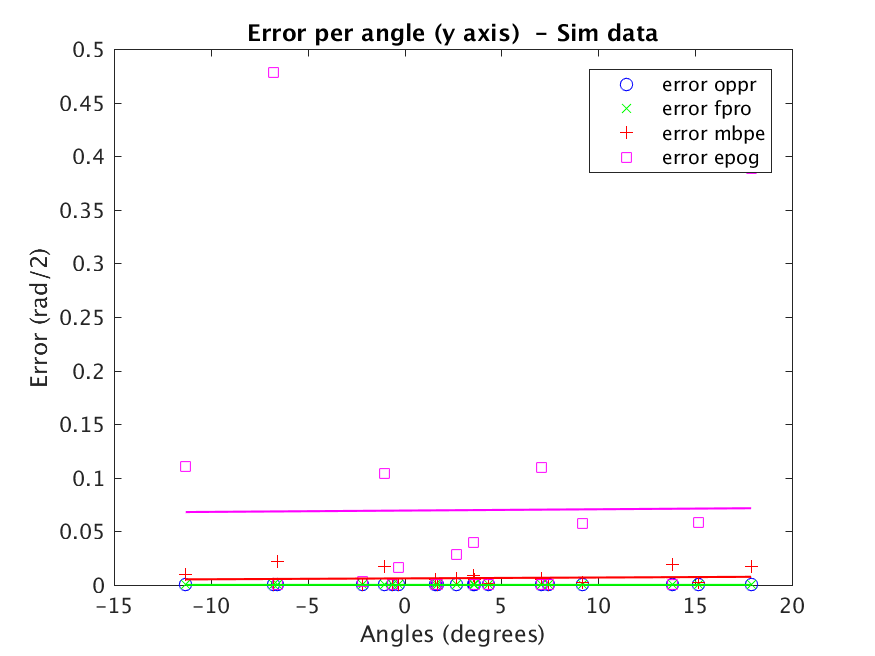 Error per angle (y axis) - Sim data
0.5
0.45
0.4
0.35
0.3
0.25
0.2
0.15
0.1
0.05
0
Error (rad/2)
error oppr
error fpro
error mbpe
error epog
-15 -10 -5 0 5 10 15 20
Angles (degrees)